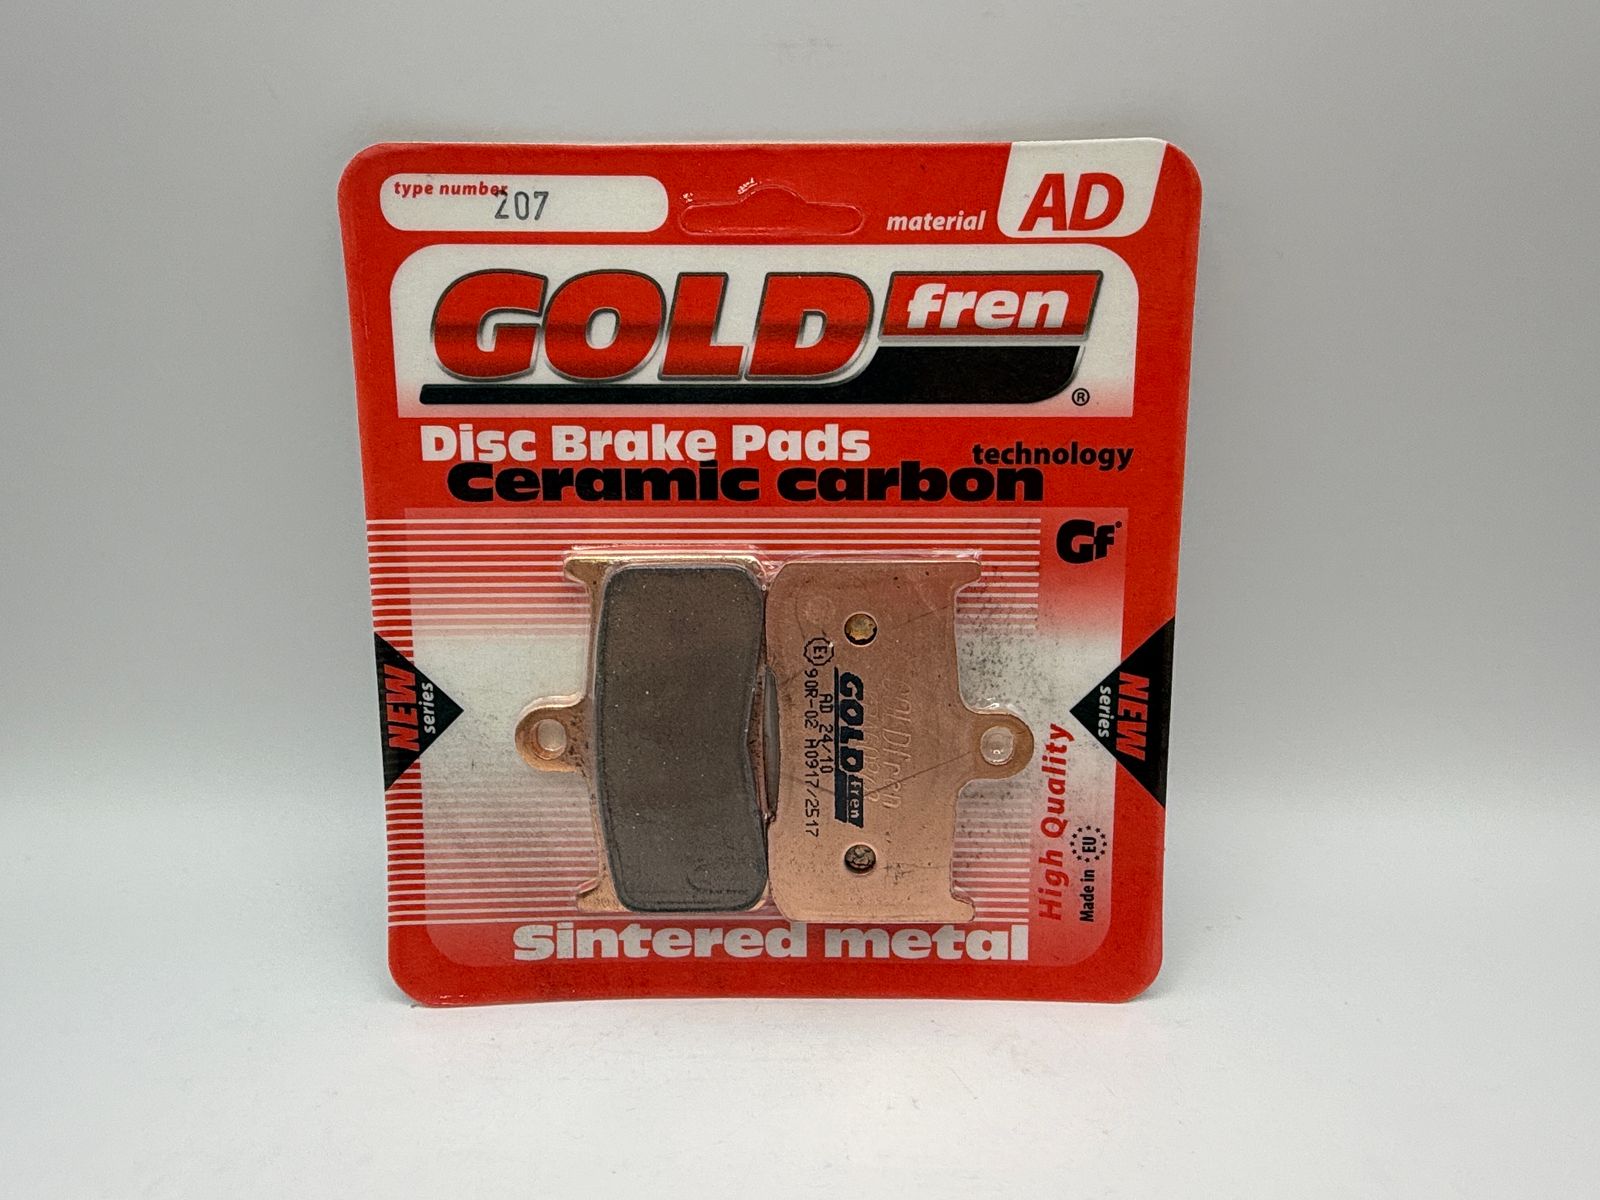 type number 207
material AD
GOLD fren ®
Disc Brake Pads
Ceramic carbon technology
Gf
NEW series
NEW series
E1 90R-02 A0917/2517
AD 24/10
GOLD fren
High Quality
Made in EU
Sintered metal